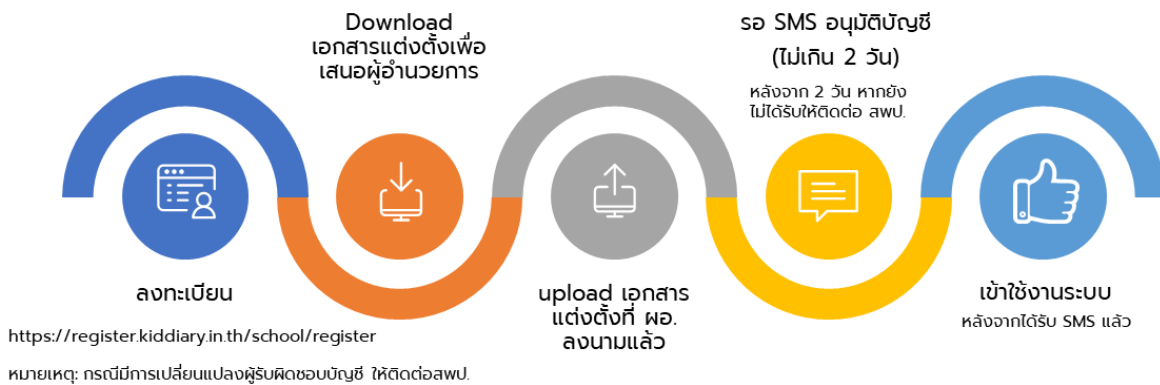 ลงทะเบียน
https://register.kiddiary.in.th/school/register
Download
เอกสารแต่งตั้งเพื่อ
เสนอผู้อำนวยการ
upload เอกสาร
แต่งตั้งที่ ผอ.
ลงนามแล้ว
รอ SMS อนุมัติบัญชี
(ไม่เกิน 2 วัน)
หลังจาก 2 วัน หากยัง
ไม่ได้รับให้ติดต่อ สพป.
เข้าใช้งานระบบ
หลังจากได้รับ SMS แล้ว
หมายเหตุ: กรณีมีการเปลี่ยนแปลงผู้รับผิดชอบบัญชี ให้ติดต่อสพป.